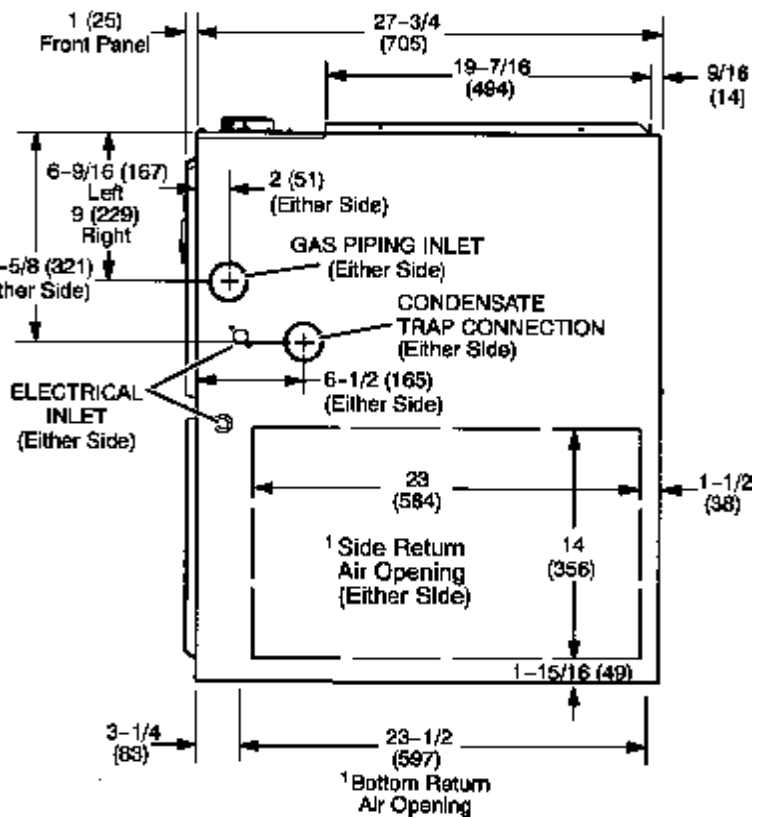 1 (25)
Front Panel
27-3/4
(705)
19-7/16
(494)
9/16
(14]
6-9/16 (167)
Left
9 (229)
Right
2 (51)
(Either Side)
-5/8 (321)
ther Side)
GAS PIPING INLET
(Either Side)
CONDENSATE
TRAP CONNECTION
(Either Side)
6-1/2 (165)
(Either Side)
ELECTRICAL
INLET
(Either Side)
23
(584)
1-1/2
(38)
1 Side Return
Air Opening
(Either Side)
14
(356)
1-15/16 (49)
3-1/4
(83)
23-1/2
(597)
1 Bottom Return
Air Opening